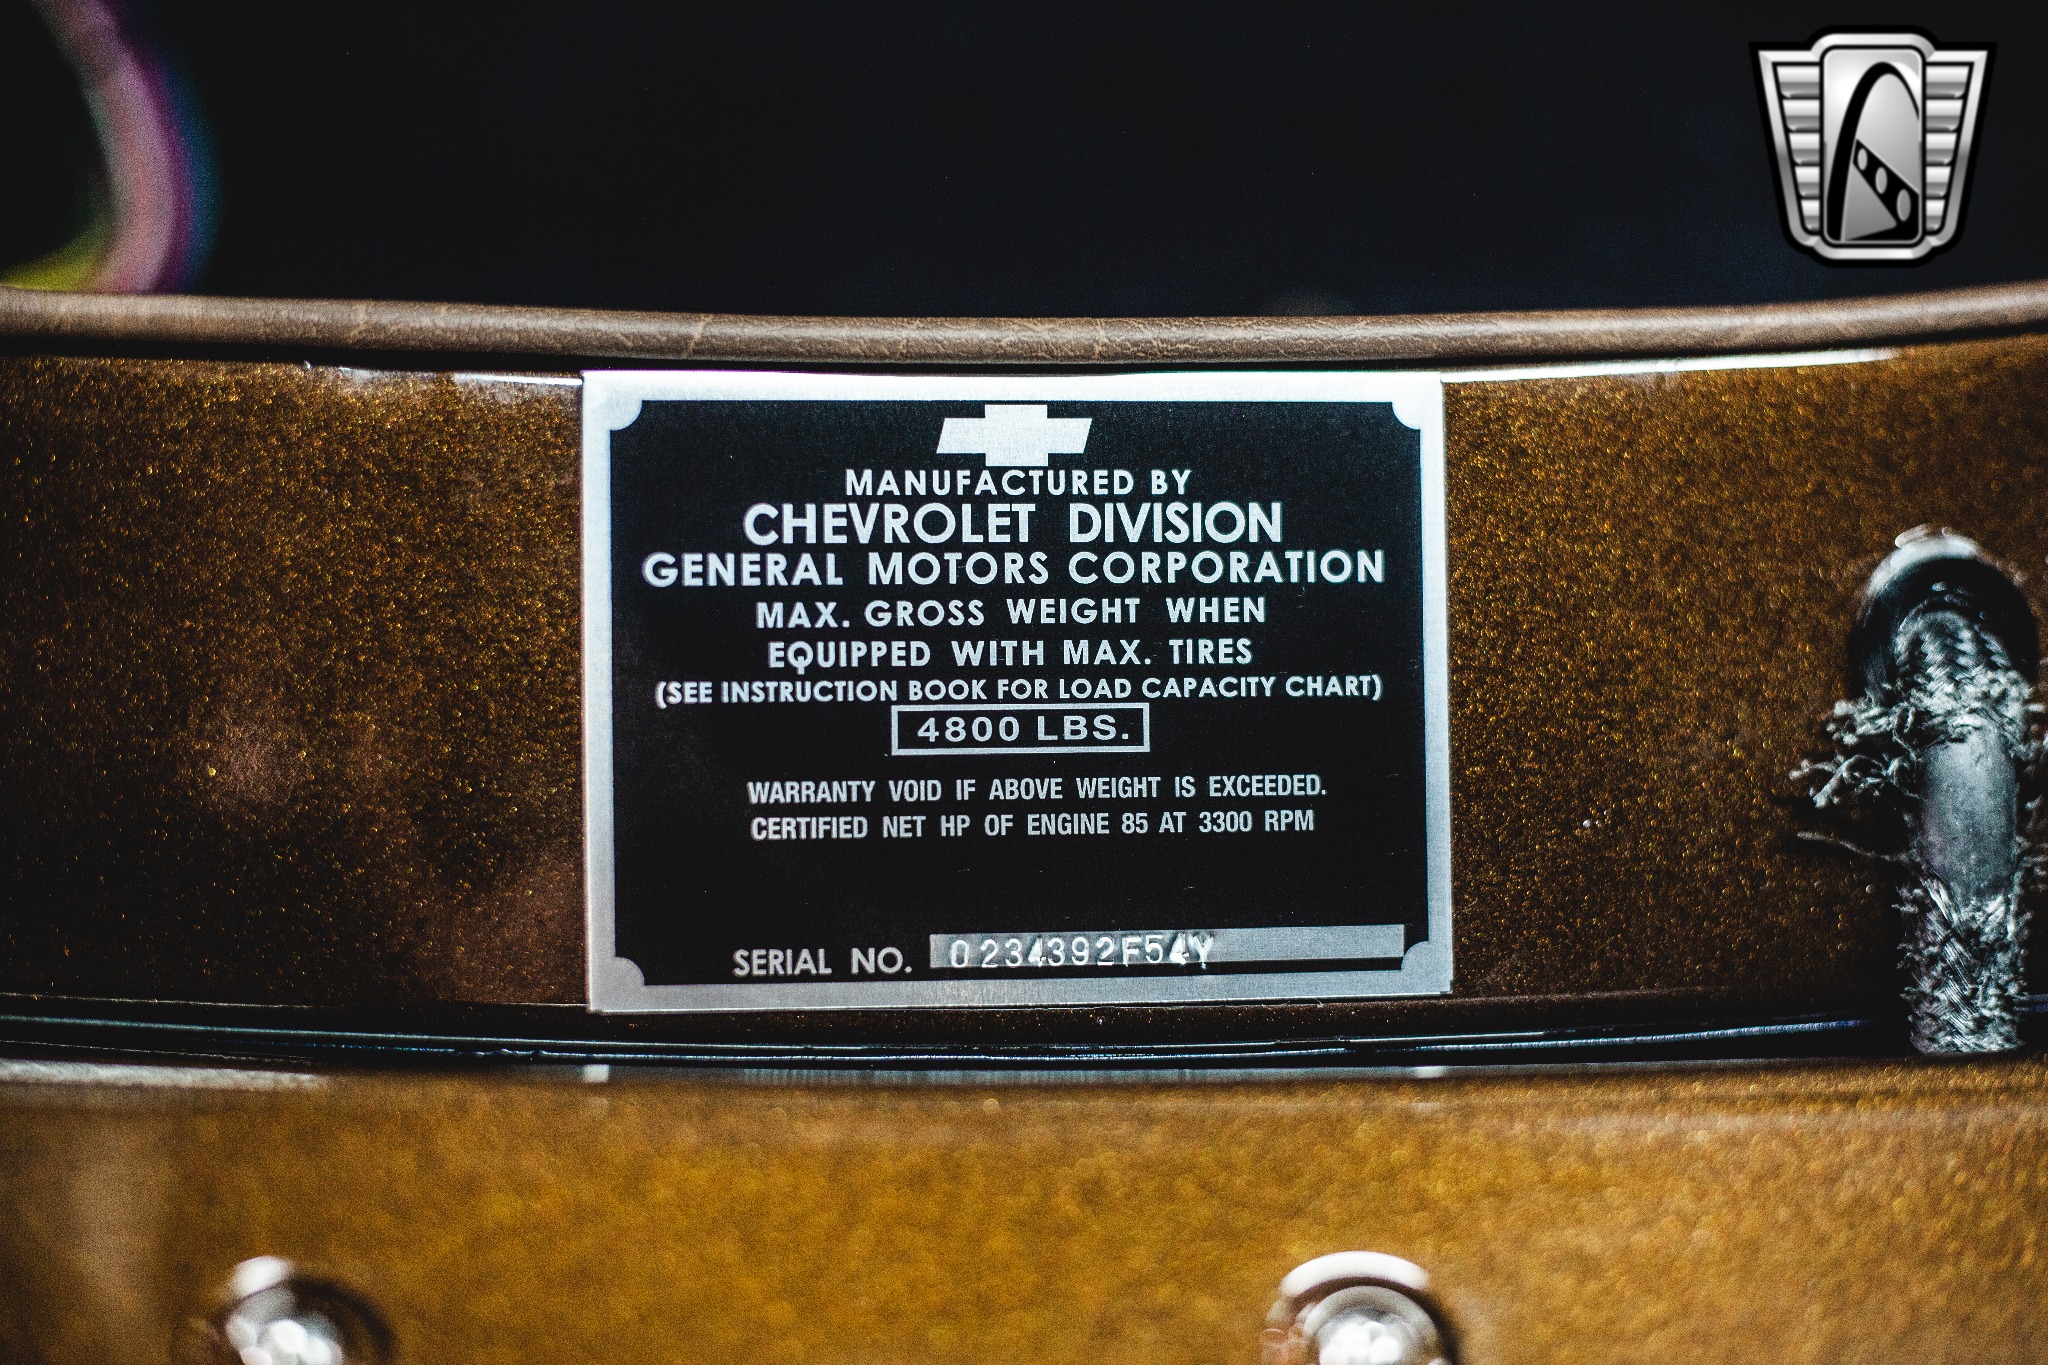 MANUFACTURED BY
CHEVROLET DIVISION
GENERAL MOTORS CORPORATION
MAX. GROSS WEIGHT WHEN
EQUIPPED WITH MAX. TIRES
(SEE INSTRUCTION BOOK FOR LOAD CAPACITY CHART)
4800 LBS.
WARRANTY VOID IF ABOVE WEIGHT IS EXCEEDED.
CERTIFIED NET HP OF ENGINE 85 AT 3300 RPM
SERIAL NO. 0234392F54Y